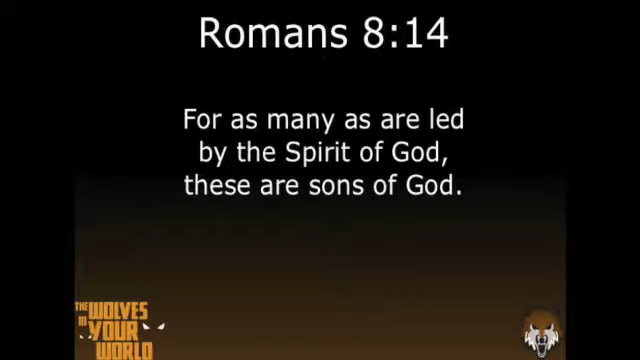 Romans 8:14
For as many as are led
by the Spirit of God,
these are sons of God.
THE WOLVES
IN YOUR
WORLD